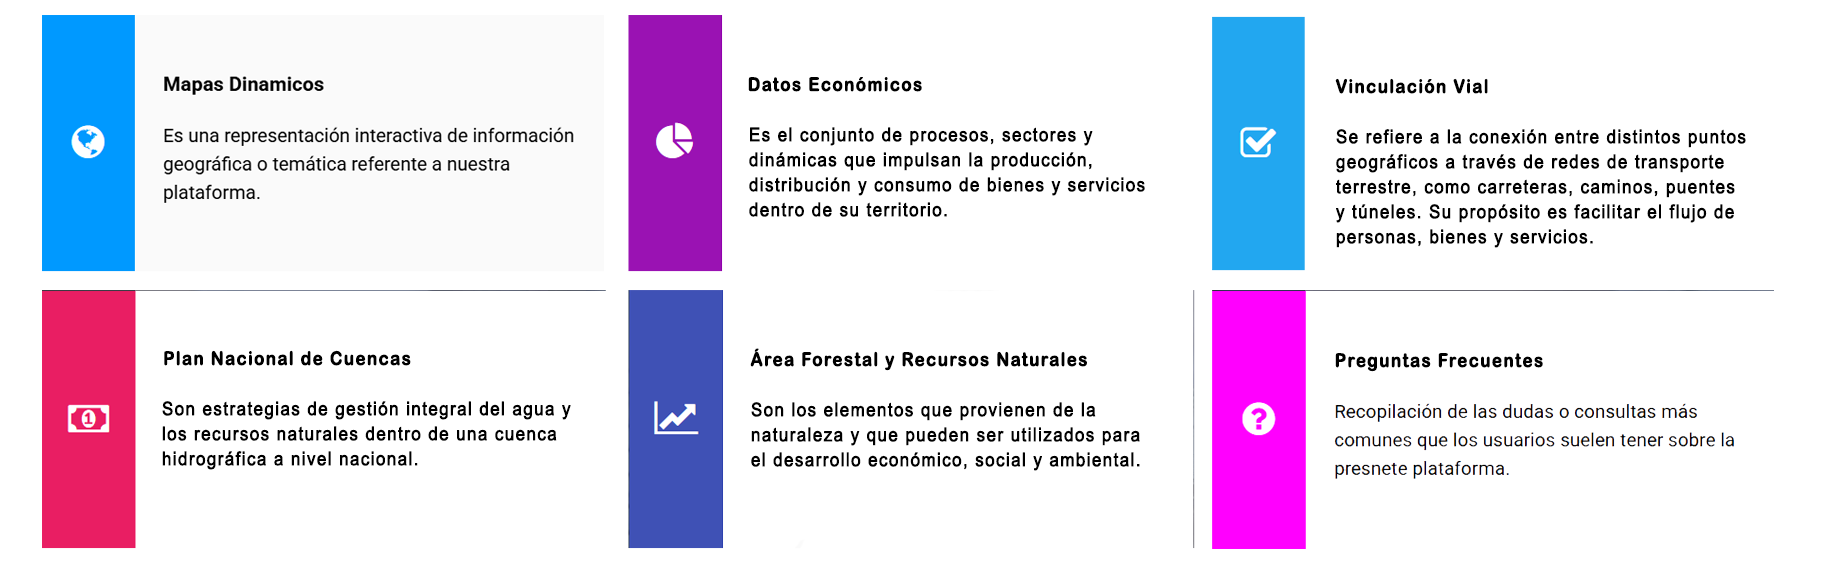 Mapas Dinamicos
Es una representación interactiva de información
geográfica o temática referente a nuestra
plataforma.
Datos Económicos
Es el conjunto de procesos, sectores y
dinámicas que impulsan la producción,
distribución y consumo de bienes y servicios
dentro de su territorio.
Vinculación Vial
Se refiere a la conexión entre distintos puntos
geográficos a través de redes de transporte
terrestre, como carreteras, caminos, puentes
y túneles. Su propósito es facilitar el flujo de
personas, bienes y servicios.
1
Plan Nacional de Cuencas
Son estrategias de gestión integral del agua y
los recursos naturales dentro de una cuenca
hidrográfica a nivel nacional.
Área Forestal y Recursos Naturales
Son los elementos que provienen de la
naturaleza y que pueden ser utilizados para
el desarrollo económico, social y ambiental.
?
Preguntas Frecuentes
Recopilación de las dudas o consultas más
comunes que los usuarios suelen tener sobre la
presnete plataforma.